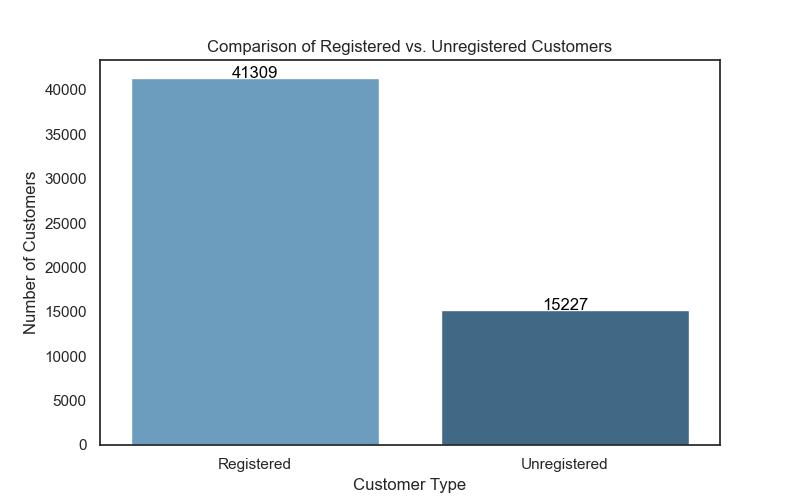 Comparison of Registered vs. Unregistered Customers
41309
15227
40000
35000
30000
25000
20000
15000
10000
5000
0
Number of Customers
Registered Unregistered
Customer Type